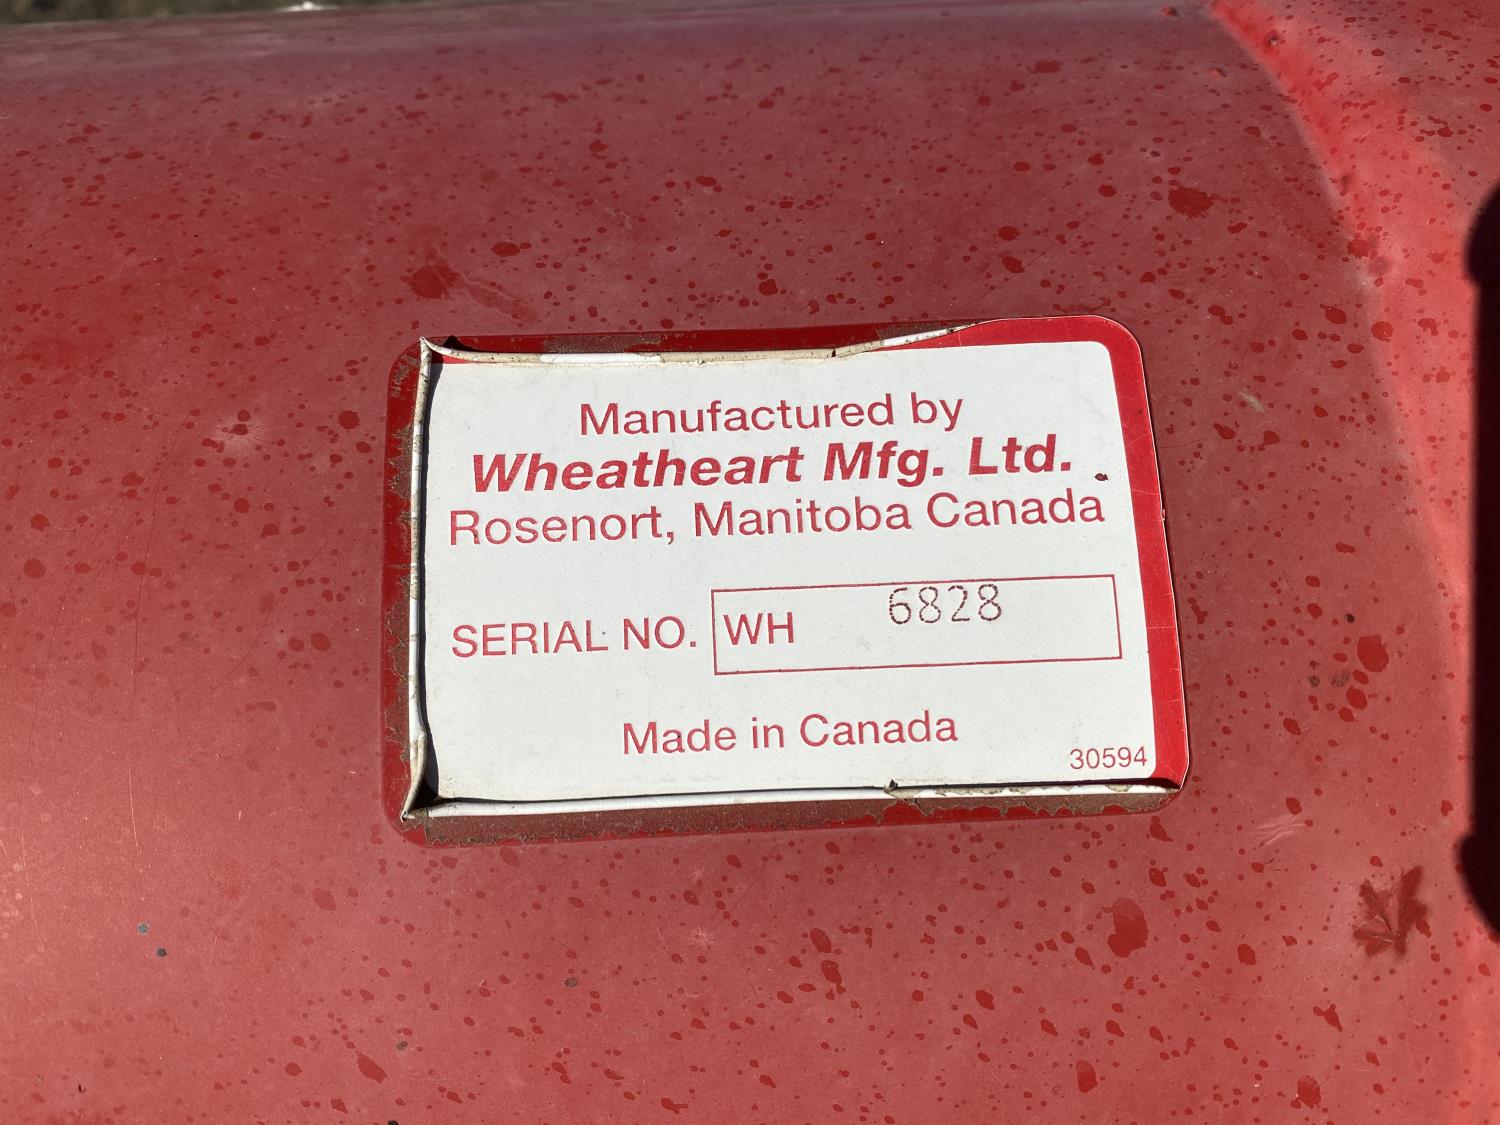 Manufactured by
Wheatheart Mfg. Ltd.
Rosenort, Manitoba Canada
SERIAL NO. WH 6828
Made in Canada
30594